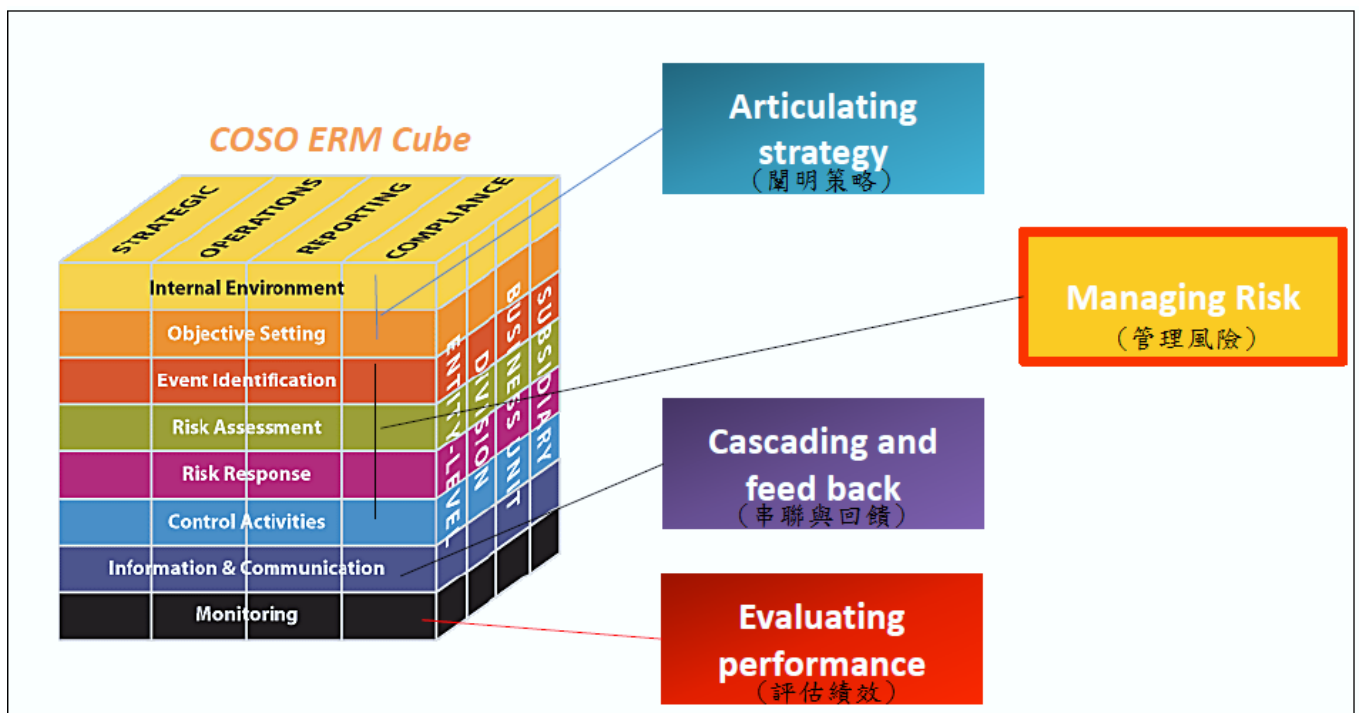 COSO ERM Cube
STRATEGIC
OPERATIONS
REPORTING
COMPLIANCE
Internal Environment
Objective Setting
Event Identification
Risk Assessment
Risk Response
Control Activities
Information & Communication
Monitoring
ENTITY-LEVEL
DIVISION
BUSINESS UNIT
SUBSIDIARY
Articulating
strategy
(闡明策略)
Managing Risk
(管理風險)
Cascading and
feed back
(串聯與回饋)
Evaluating
performance
(評估績效)